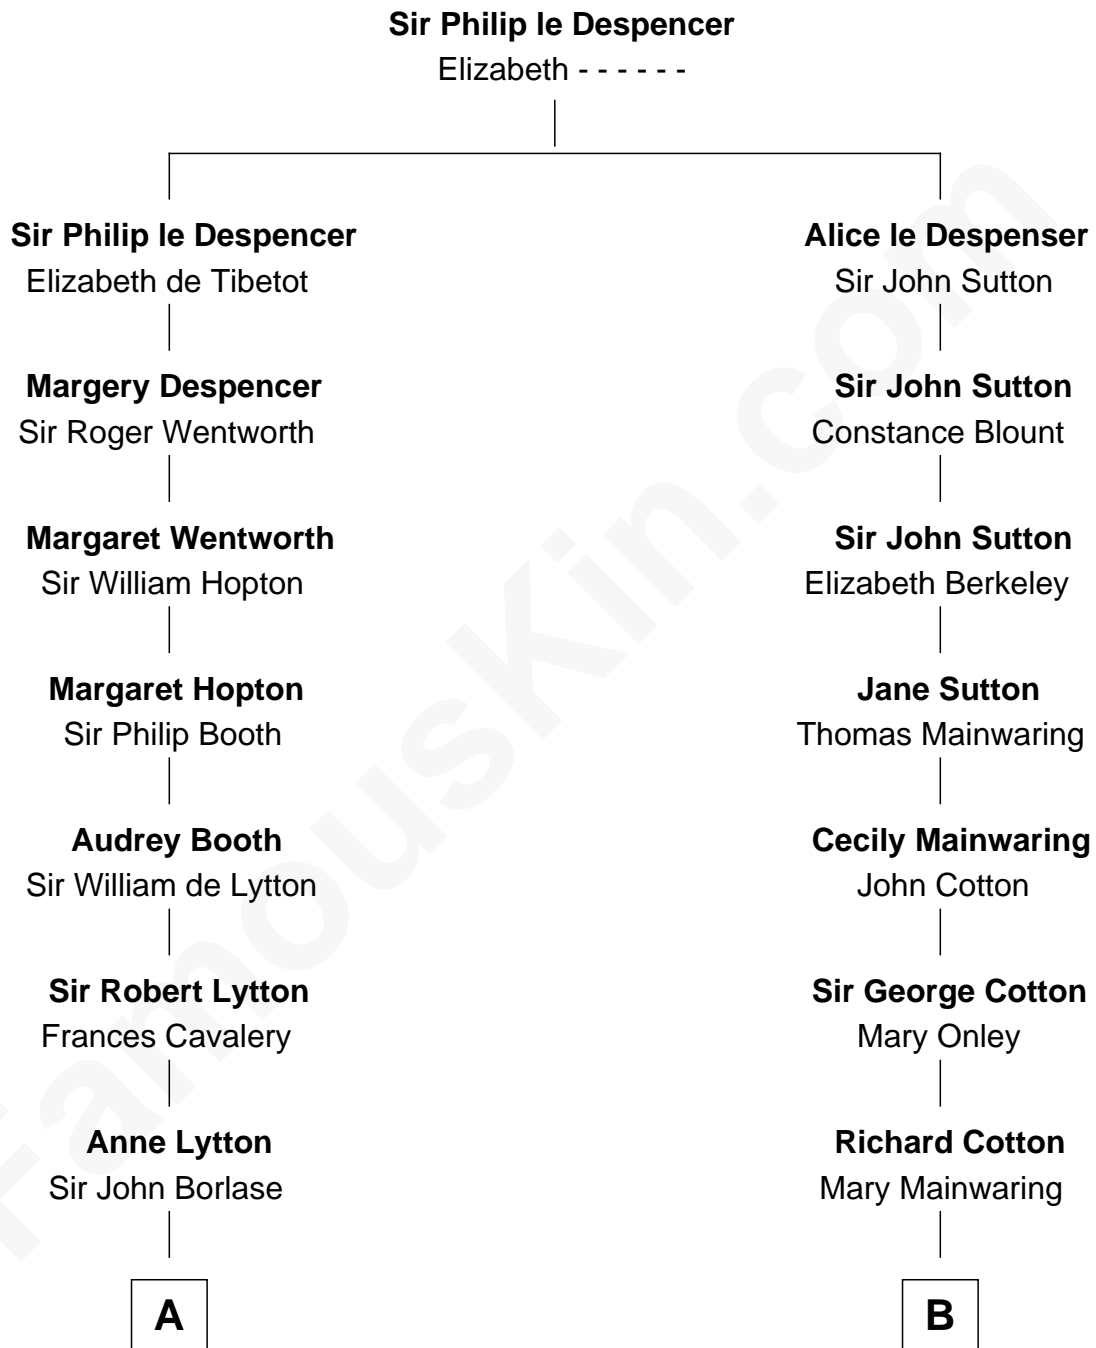 Sir Philip le Despencer
Elizabeth - - - - - -
Sir Philip le Despencer
Elizabeth de Tibetot
Alice le Despenser
Sir John Sutton
Margery Despencer
Sir Roger Wentworth
Sir John Sutton
Constance Blount
Margaret Wentworth
Sir William Hopton
Sir John Sutton
Elizabeth Berkeley
Margaret Hopton
Sir Philip Booth
Jane Sutton
Thomas Mainwaring
Audrey Booth
Sir William de Lytton
Cecily Mainwaring
John Cotton
Sir Robert Lytton
Frances Cavalery
Sir George Cotton
Mary Onley
Anne Lytton
Sir John Borlase
Richard Cotton
Mary Mainwaring
A
B
FamousKin.com